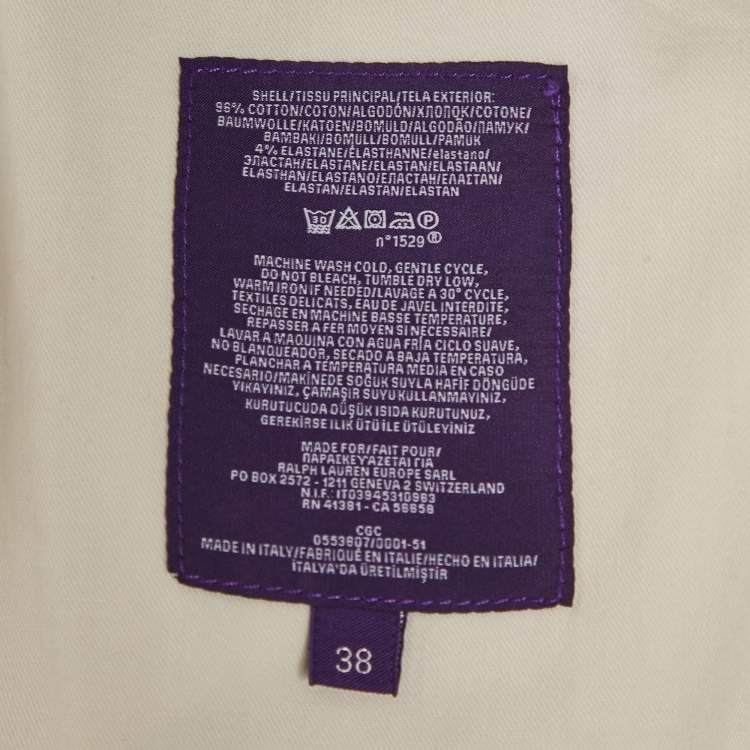 SHELL/TISSU PRINCIPAL/TELA EXTERIOR:
96% COTTON/COTON/ALGODÓN/ХЛОПОК/COTONE/
BAUMWOLLE/KATOEN/BOMULD/ALGODÃO/ПАМУК/
BAMBAKI/BOMULL/BOMULL/PAMUK
4% ELASTANE/ÉLASTHANNE/elastano/
ЭЛАСТАН/ELASTANE/ELASTAN/ELASTAAN/
ELASTHAN/ELASTANO/ЕЛАСТАН/ΕΛΑΣΤΑΝ/
ELASTAN/ELASTAN/ELASTAN
30 P
n°1529®
MACHINE WASH COLD, GENTLE CYCLE,
DO NOT BLEACH, TUMBLE DRY LOW,
WARM IRON IF NEEDED/LAVAGE A 30° CYCLE,
TEXTILES DELICATS, EAU DE JAVEL INTERDITE,
SECHAGE EN MACHINE BASSE TEMPERATURE,
REPASSER A FER MOYEN SI NECESSAIRE/
LAVAR A MAQUINA CON AGUA FRÍA CICLO SUAVE,
NO BLANQUEADOR, SECADO A BAJA TEMPERATURA,
PLANCHAR A TEMPERATURA MEDIA EN CASO
NECESARIO/MAKİNEDE SOĞUK SUYLA HAFİF DÖNGÜDE
YIKAYINIZ, ÇAMAŞIR SUYU KULLANMAYINIZ,
KURUTUCUDA DÜŞÜK ISIDA KURUTUNUZ,
GEREKİRSE ILIK ÜTÜ İLE ÜTÜLEYİNİZ
MADE FOR/FAIT POUR/
ΠΑΡΑΣΚΕΥΑΖΕΤΑΙ ΓΙΑ
RALPH LAUREN EUROPE SARL
PO BOX 2572 - 1211 GENEVA 2 SWITZERLAND
N.I.F.: IT03945310963
RN 41381 - CA 56658
CGC
0553807/0001-51
MADE IN ITALY/FABRIQUÉ EN ITALIE/HECHO EN ITALIA/
İTALYA'DA ÜRETİLMİŞTİR
38